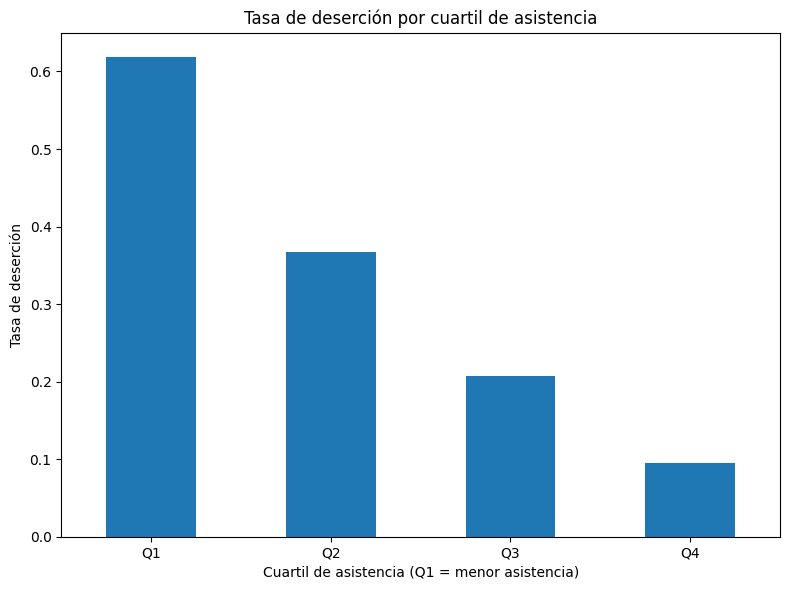 Tasa de deserción por cuartil de asistencia
Tasa de deserción
0.6
0.5
0.4
0.3
0.2
0.1
0.0
Q1 Q2 Q3 Q4
Cuartil de asistencia (Q1 = menor asistencia)